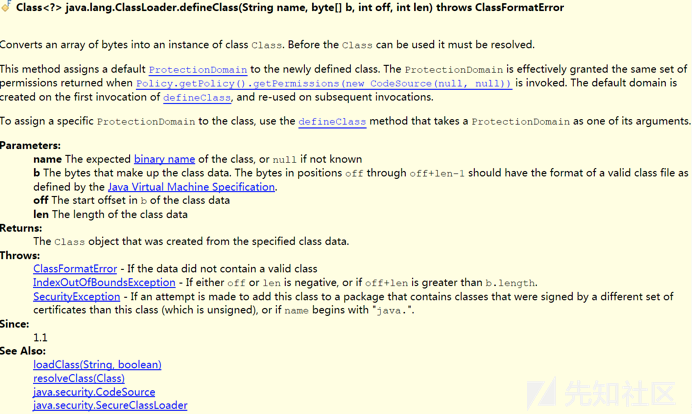 Class<?> java.lang.ClassLoader.defineClass(String name, byte[] b, int off, int len) throws ClassFormatError
Converts an array of bytes into an instance of class Class. Before the Class can be used it must be resolved.
This method assigns a default ProtectionDomain to the newly defined class. The ProtectionDomain is effectively granted the same set of
permissions returned when Policy.getPolicy().getPermissions(new CodeSource(null, null)) is invoked. The default domain is
created on the first invocation of defineClass, and re-used on subsequent invocations.
To assign a specific ProtectionDomain to the class, use the defineClass method that takes a ProtectionDomain as one of its arguments.
Parameters:
name The expected binary name of the class, or null if not known
b The bytes that make up the class data. The bytes in positions off through off+len-1 should have the format of a valid class file as
defined by the Java Virtual Machine Specification.
off The start offset in b of the class data
len The length of the class data
Returns:
The Class object that was created from the specified class data.
Throws:
ClassFormatError - If the data did not contain a valid class
IndexOutOfBoundsException - If either off or len is negative, or if off+len is greater than b.length.
SecurityException - If an attempt is made to add this class to a package that contains classes that were signed by a different set of
certificates than this class (which is unsigned), or if name begins with "java.".
Since:
1.1
See Also:
loadClass(String, boolean)
resolveClass(Class)
java.security.CodeSource
java.security.SecureClassLoader
先知社区